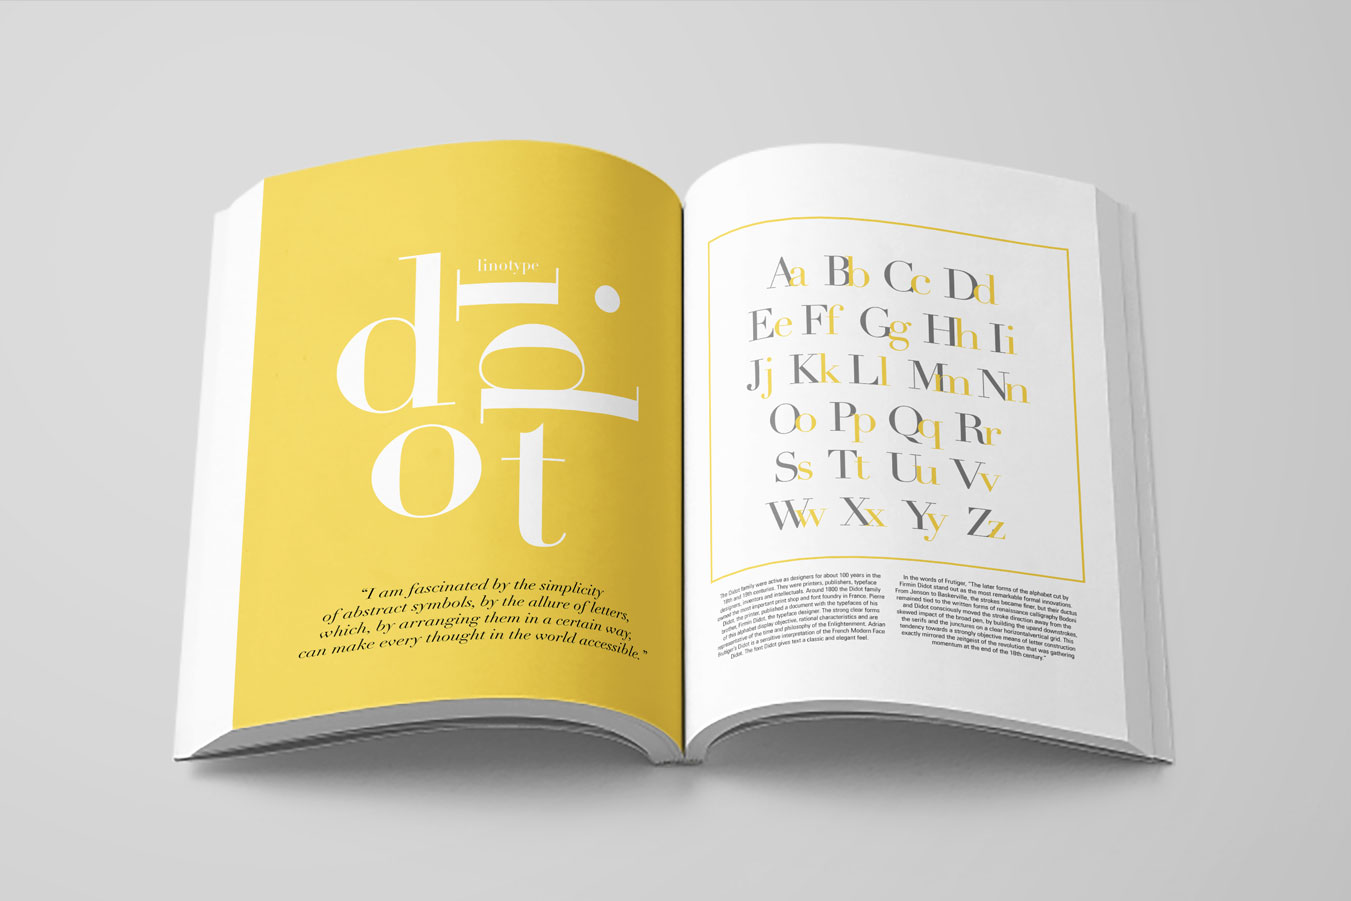 linotype
didot
“I am fascinated by the simplicity
of abstract symbols, by the allure of letters,
which, by arranging them in a certain way,
can make every thought in the world accessible.”
Aa Bb Cc Dd
Ee Ff Gg Hh Ii
Jj Kk Ll Mm Nn
Oo Pp Qq Rr
Ss Tt Uu Vv
Ww Xx Yy Zz
The Didot family were active as designers for about 100 years in the
18th and 19th centuries. They were printers, publishers, typeface
designers, inventors and intellectuals. Around 1800 the Didot family
owned the most important print shop and font foundry in France. Pierre
Didot, the printer, published a document with the typefaces of his
brother, Firmin Didot, the typeface designer. The strong clear forms
of this alphabet display objective, rational characteristics and are
representative of the time and philosophy of the Enlightenment. Adrian
Frutiger's Didot is a sensitive interpretation of the French Modern Face
Didot. The font Didot gives text a classic and elegant feel.
In the words of Frutiger, "The later forms of the alphabet cut by
Firmin Didot stand out as the most remarkable formal innovations.
From Jenson to Baskerville, the strokes became finer, but their ductus
remained tied to the written forms of renaissance calligraphy Bodoni
and Didot consciously moved the stroke direction away from the
skewed impact of the broad pen, by building the upand downstrokes,
the serifs and the junctures on a clear horizontalvertical grid. This
tendency towards a strongly objective means of letter construction
exactly mirrored the zeitgeist of the revolution that was gathering
momentum at the end of the 18th century."